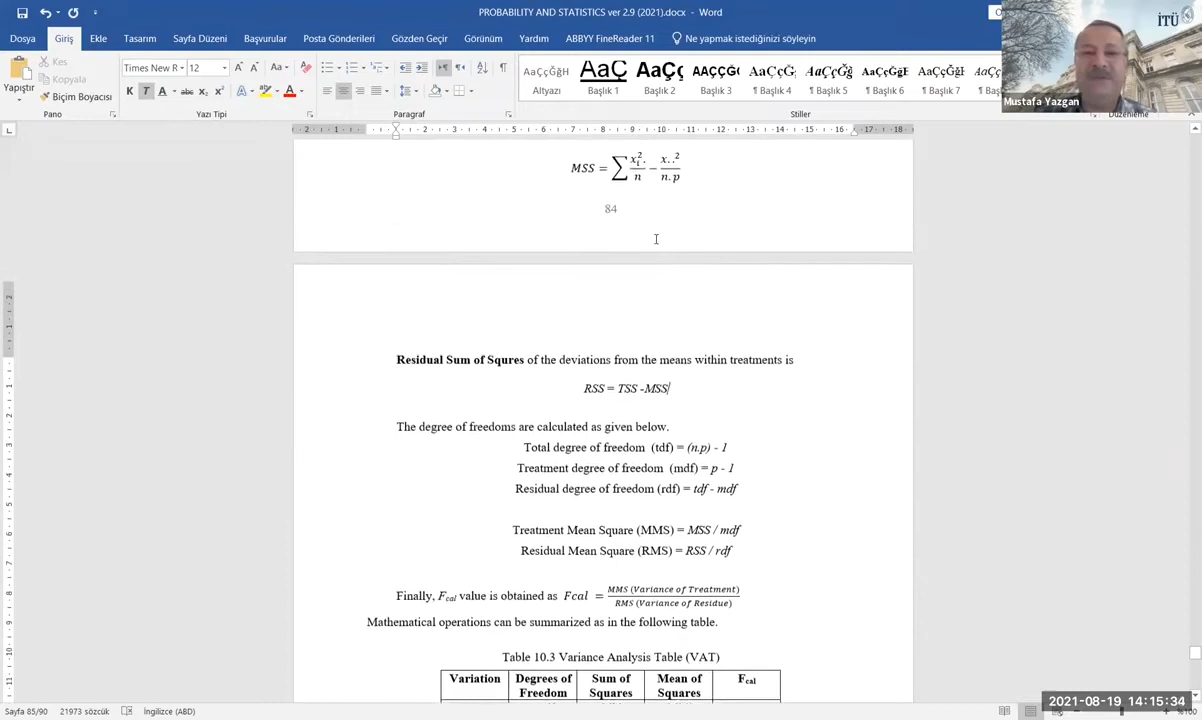 PROBABILITY AND STATISTICS ver 2.9 (2021).docx - Word
Dosya Giriş Ekle Tasarım Sayfa Düzeni Başvurular Posta Gönderileri Gözden Geçir Görünüm Yardım ABBYY FineReader 11 Ne yapmak istediğinizi söyleyin
İTÜ
Yapıştır
Kes
Kopyala
Biçim Boyacısı
Times New R 12
AaÇçĞğH AaÇ AaÇç AAÇÇĞ AaÇçĞğ AaÇçĞğ AaÇçĞğ AaÇçĞğ
Altyazı Başlık 1 Başlık 2 Başlık 3 ¶ Başlık 4 ¶ Başlık 5 ¶ Başlık 6 ¶ Başlık 7
Mustafa Yazgan
Pano Yazı Tipi Paragraf Stiller Düzenleme
MSS = ∑ x_i^2. / n − x..^2 / n.p
84
Residual Sum of Squres of the deviations from the means within treatments is
RSS = TSS -MSS
The degree of freedoms are calculated as given below.
Total degree of freedom (tdf) = (n.p) - 1
Treatment degree of freedom (mdf) = p - 1
Residual degree of freedom (rdf) = tdf - mdf
Treatment Mean Square (MMS) = MSS / mdf
Residual Mean Square (RMS) = RSS / rdf
Finally, Fcal value is obtained as Fcal = MMS (Variance of Treatment) / RMS (Variance of Residue)
Mathematical operations can be summarized as in the following table.
Table 10.3 Variance Analysis Table (VAT)
Variation Degrees of Freedom Sum of Squares Mean of Squares Fcal
2021-08-19 14:15:34
Sayfa 85/90 21973 sözcük İngilizce (ABD) %100